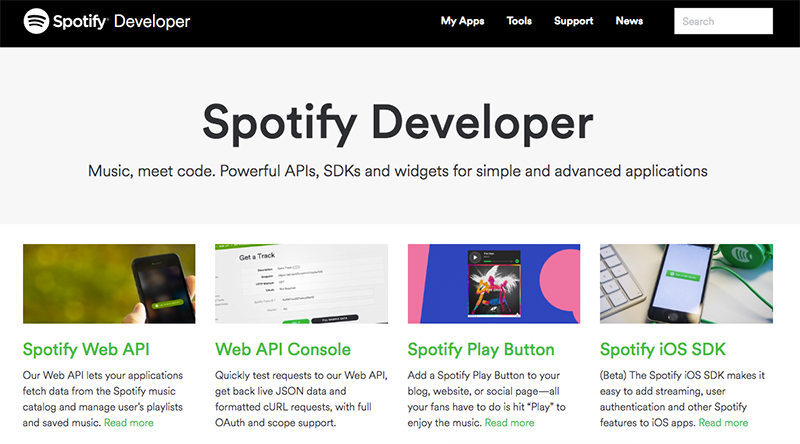 Spotify Developer
My Apps
Tools
Support
News
Search
Spotify Developer
Music, meet code. Powerful APIs, SDKs and widgets for simple and advanced applications
Get a Track
Spotify Web API
Our Web API lets your applications
fetch data from the Spotify music
catalog and manage user’s playlists
and saved music. Read more
Web API Console
Quickly test requests to our Web API,
get back live JSON data and
formatted cURL requests, with full
OAuth and scope support.
Spotify Play Button
Add a Spotify Play Button to your
blog, website, or social page—all
your fans have to do is hit “Play” to
enjoy the music. Read more
Spotify iOS SDK
(Beta) The Spotify iOS SDK makes it
easy to add streaming, user
authentication and other Spotify
features to iOS apps. Read more